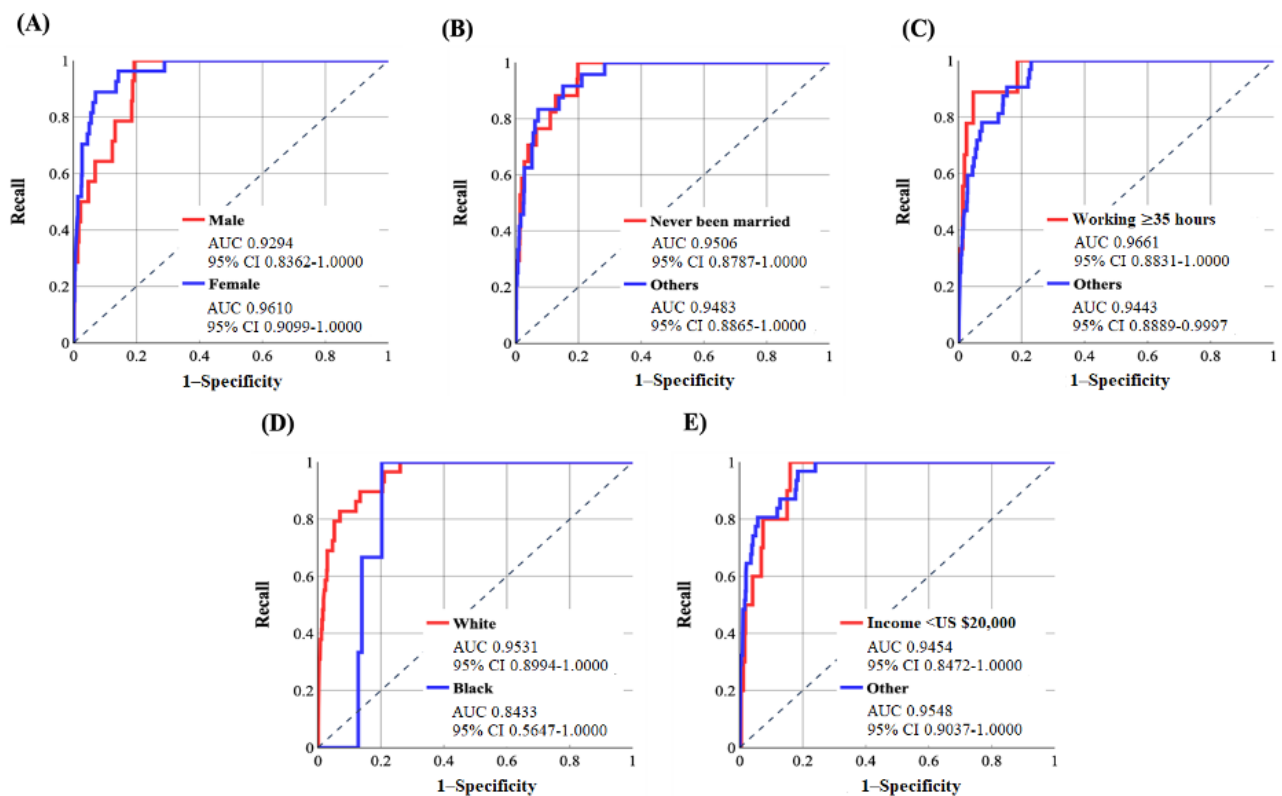 (A)
1
0.8
0.6
0.4
0.2
0
Recall
Male
AUC 0.9294
95% CI 0.8362-1.0000
Female
AUC 0.9610
95% CI 0.9099-1.0000
0 0.2 0.4 0.6 0.8 1
1–Specificity
(B)
1
0.8
0.6
0.4
0.2
0
Recall
Never been married
AUC 0.9506
95% CI 0.8787-1.0000
Others
AUC 0.9483
95% CI 0.8865-1.0000
0 0.2 0.4 0.6 0.8 1
1–Specificity
(C)
1
0.8
0.6
0.4
0.2
0
Recall
Working ≥35 hours
AUC 0.9661
95% CI 0.8831-1.0000
Others
AUC 0.9443
95% CI 0.8889-0.9997
0 0.2 0.4 0.6 0.8 1
1–Specificity
(D)
1
0.8
0.6
0.4
0.2
0
Recall
White
AUC 0.9531
95% CI 0.8994-1.0000
Black
AUC 0.8433
95% CI 0.5647-1.0000
0 0.2 0.4 0.6 0.8 1
1–Specificity
E)
1
0.8
0.6
0.4
0.2
0
Recall
Income <US $20,000
AUC 0.9454
95% CI 0.8472-1.0000
Other
AUC 0.9548
95% CI 0.9037-1.0000
0 0.2 0.4 0.6 0.8 1
1–Specificity